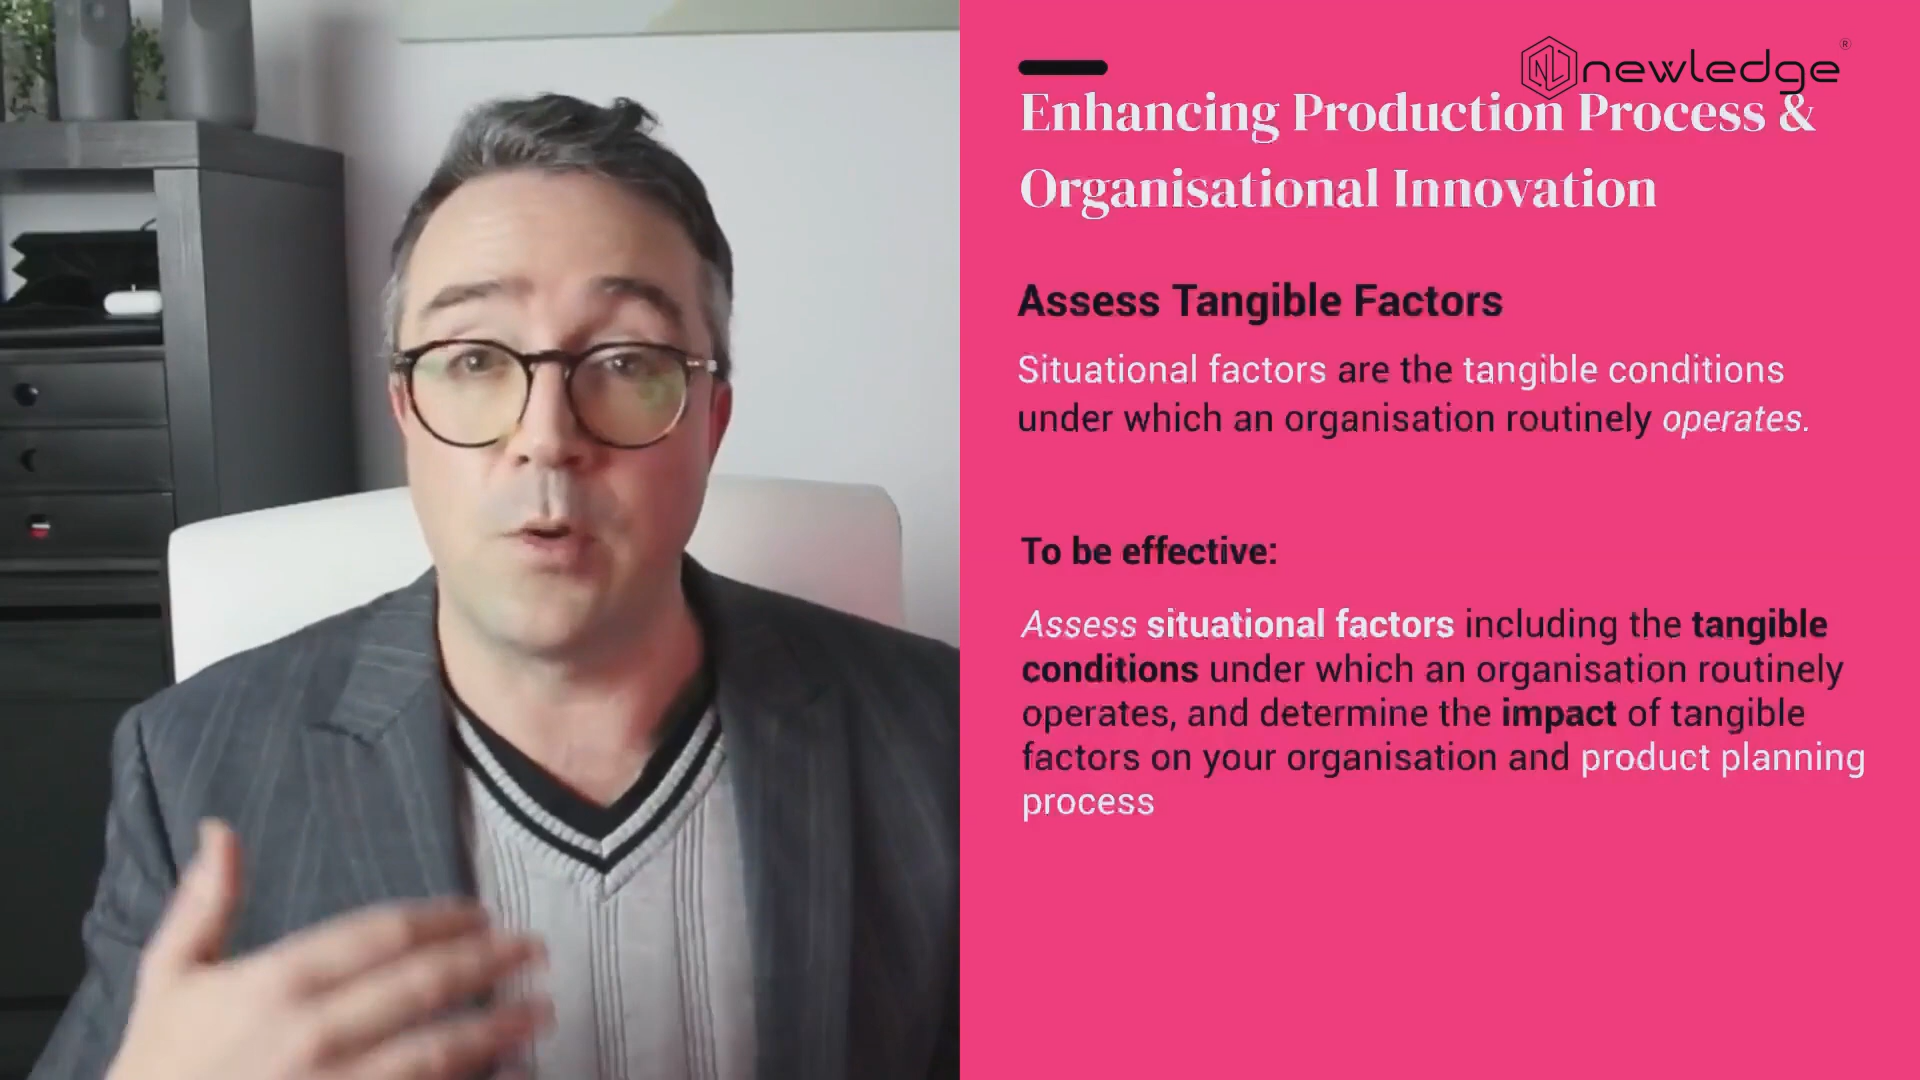 newledge®
Enhancing Production Process &
Organisational Innovation
Assess Tangible Factors
Situational factors are the tangible conditions
under which an organisation routinely operates.
To be effective:
Assess situational factors including the tangible
conditions under which an organisation routinely
operates, and determine the impact of tangible
factors on your organisation and product planning
process